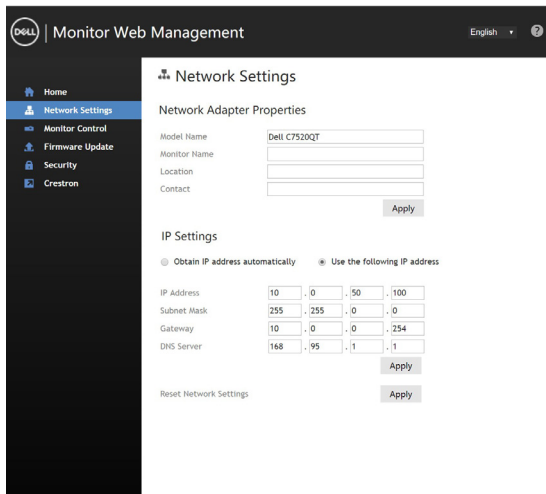 DELL | Monitor Web Management
English
?
Home
Network Settings
Monitor Control
Firmware Update
Security
Crestron
Network Settings
Network Adapter Properties
Model Name Dell C7520QT
Monitor Name
Location
Contact
Apply
IP Settings
Obtain IP address automatically Use the following IP address
IP Address 10 . 0 . 50 . 100
Subnet Mask 255 . 255 . 0 . 0
Gateway 10 . 0 . 0 . 254
DNS Server 168 . 95 . 1 . 1
Apply
Reset Network Settings Apply